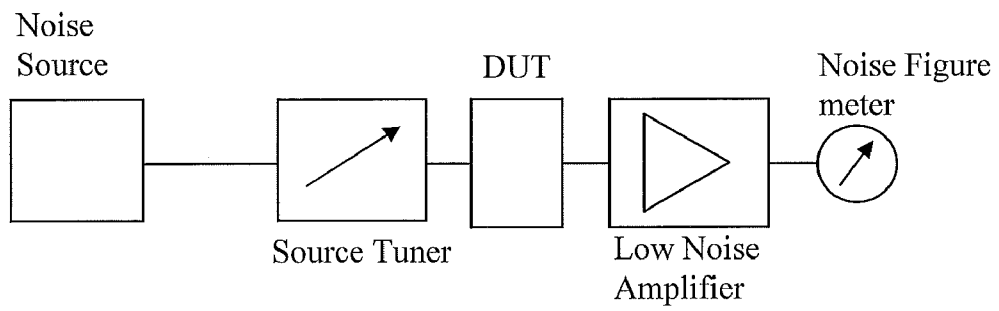 Noise
Source
DUT
Noise Figure
meter
Source Tuner
Low Noise
Amplifier